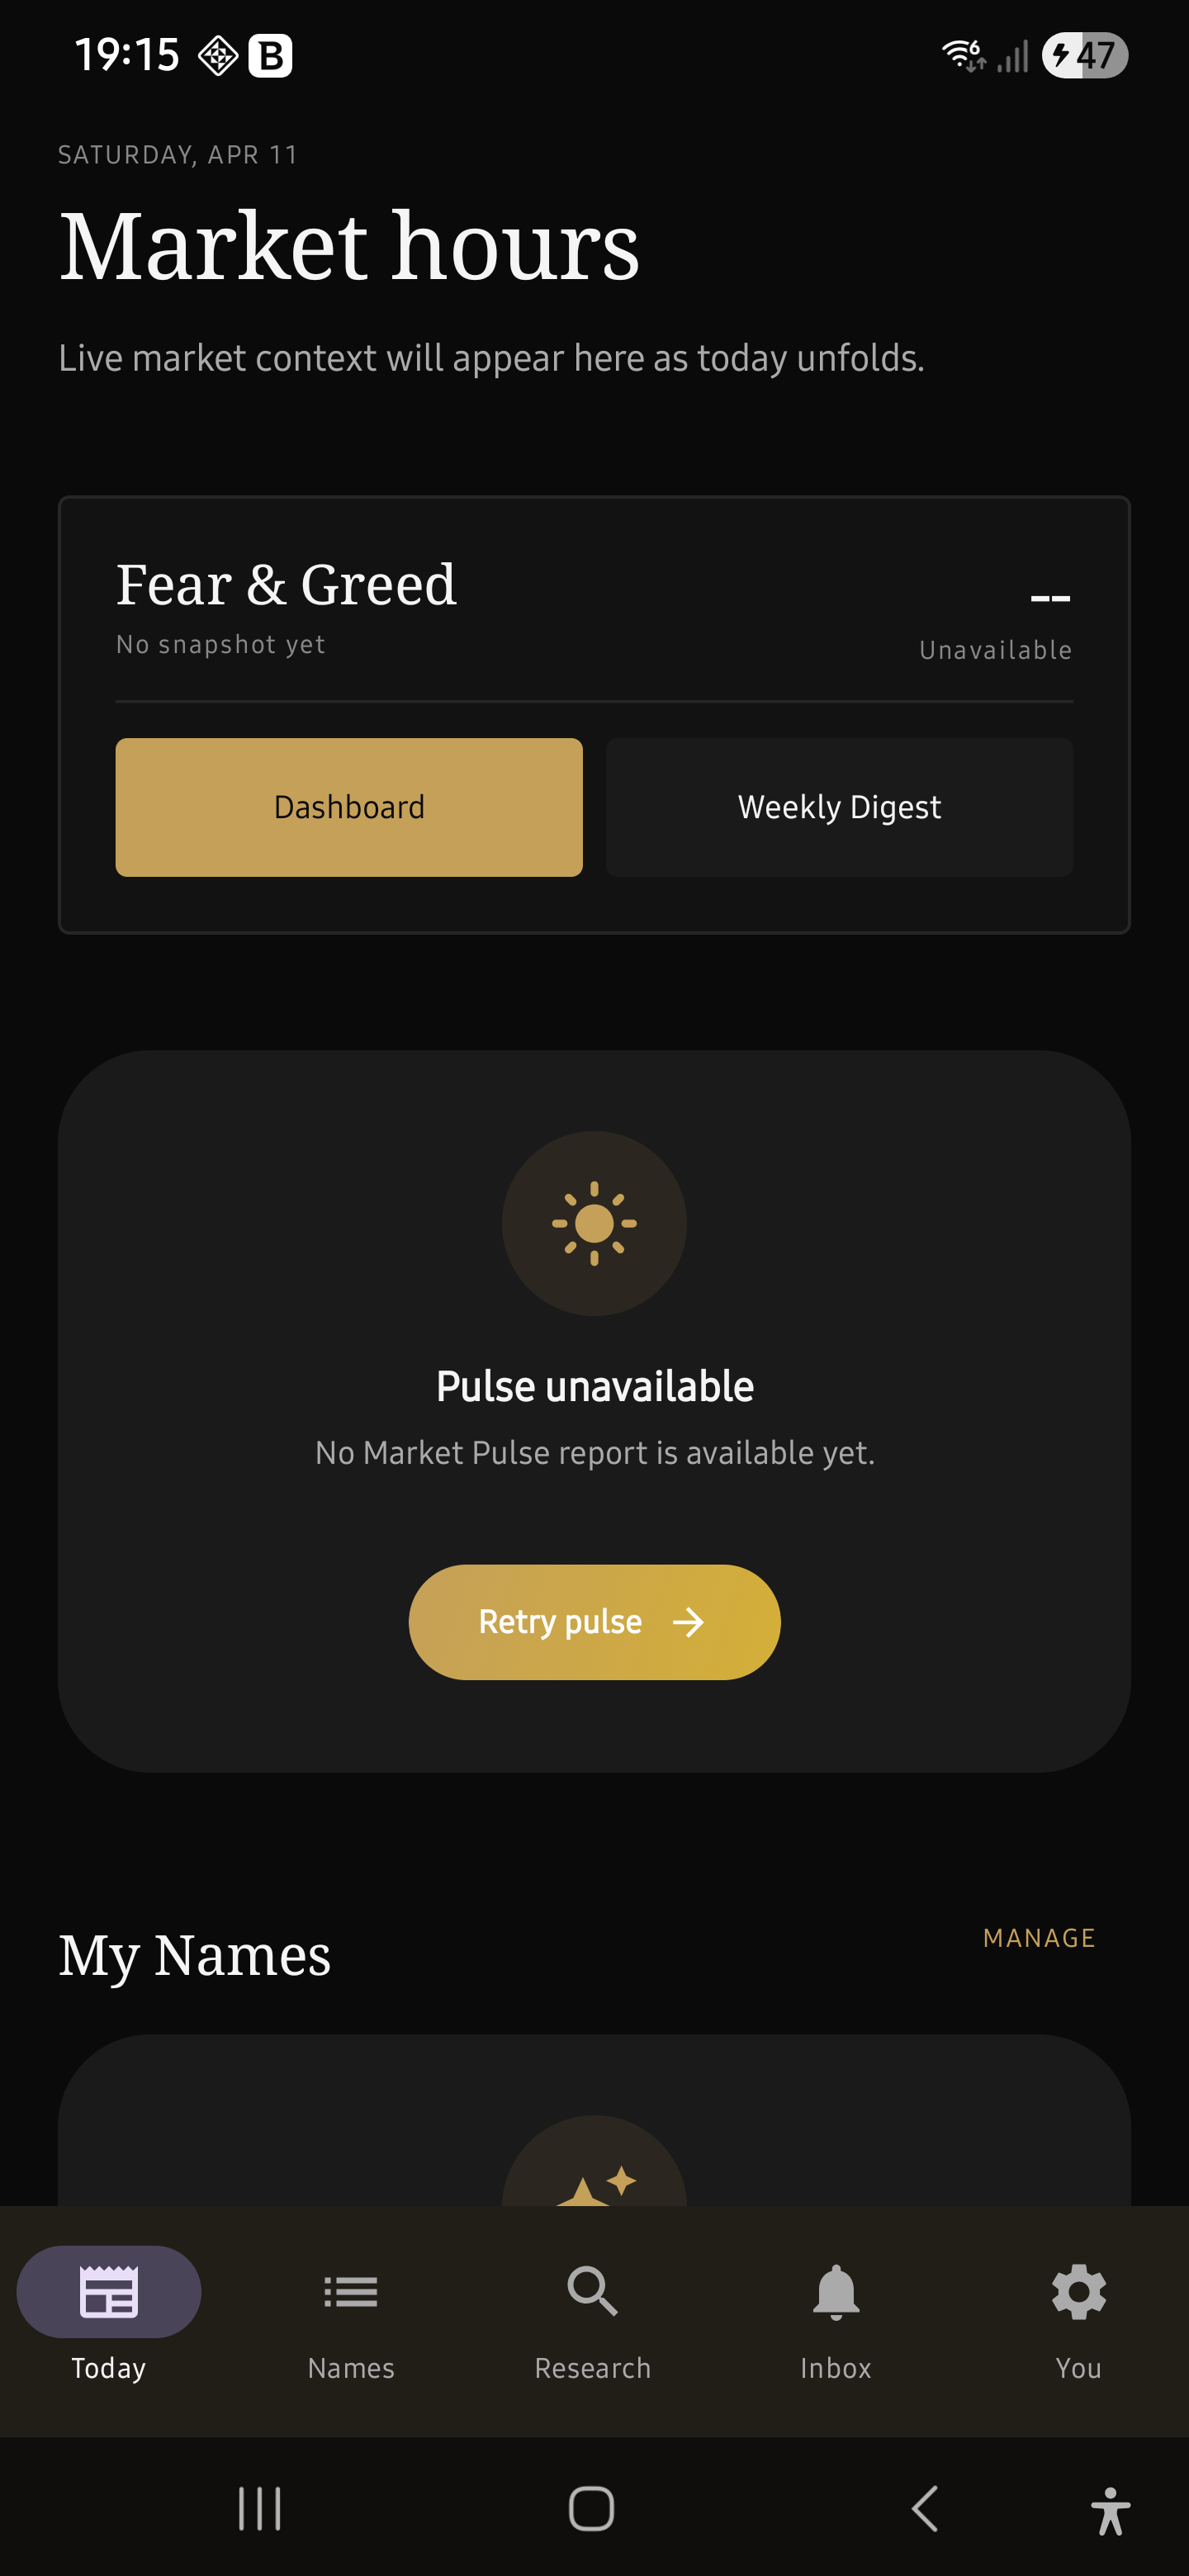 19:15 B 6 47
SATURDAY, APR 11
Market hours
Live market context will appear here as today unfolds.
Fear & Greed
--
No snapshot yet
Unavailable
Dashboard
Weekly Digest
Pulse unavailable
No Market Pulse report is available yet.
Retry pulse
My Names
MANAGE
Today
Names
Research
Inbox
You